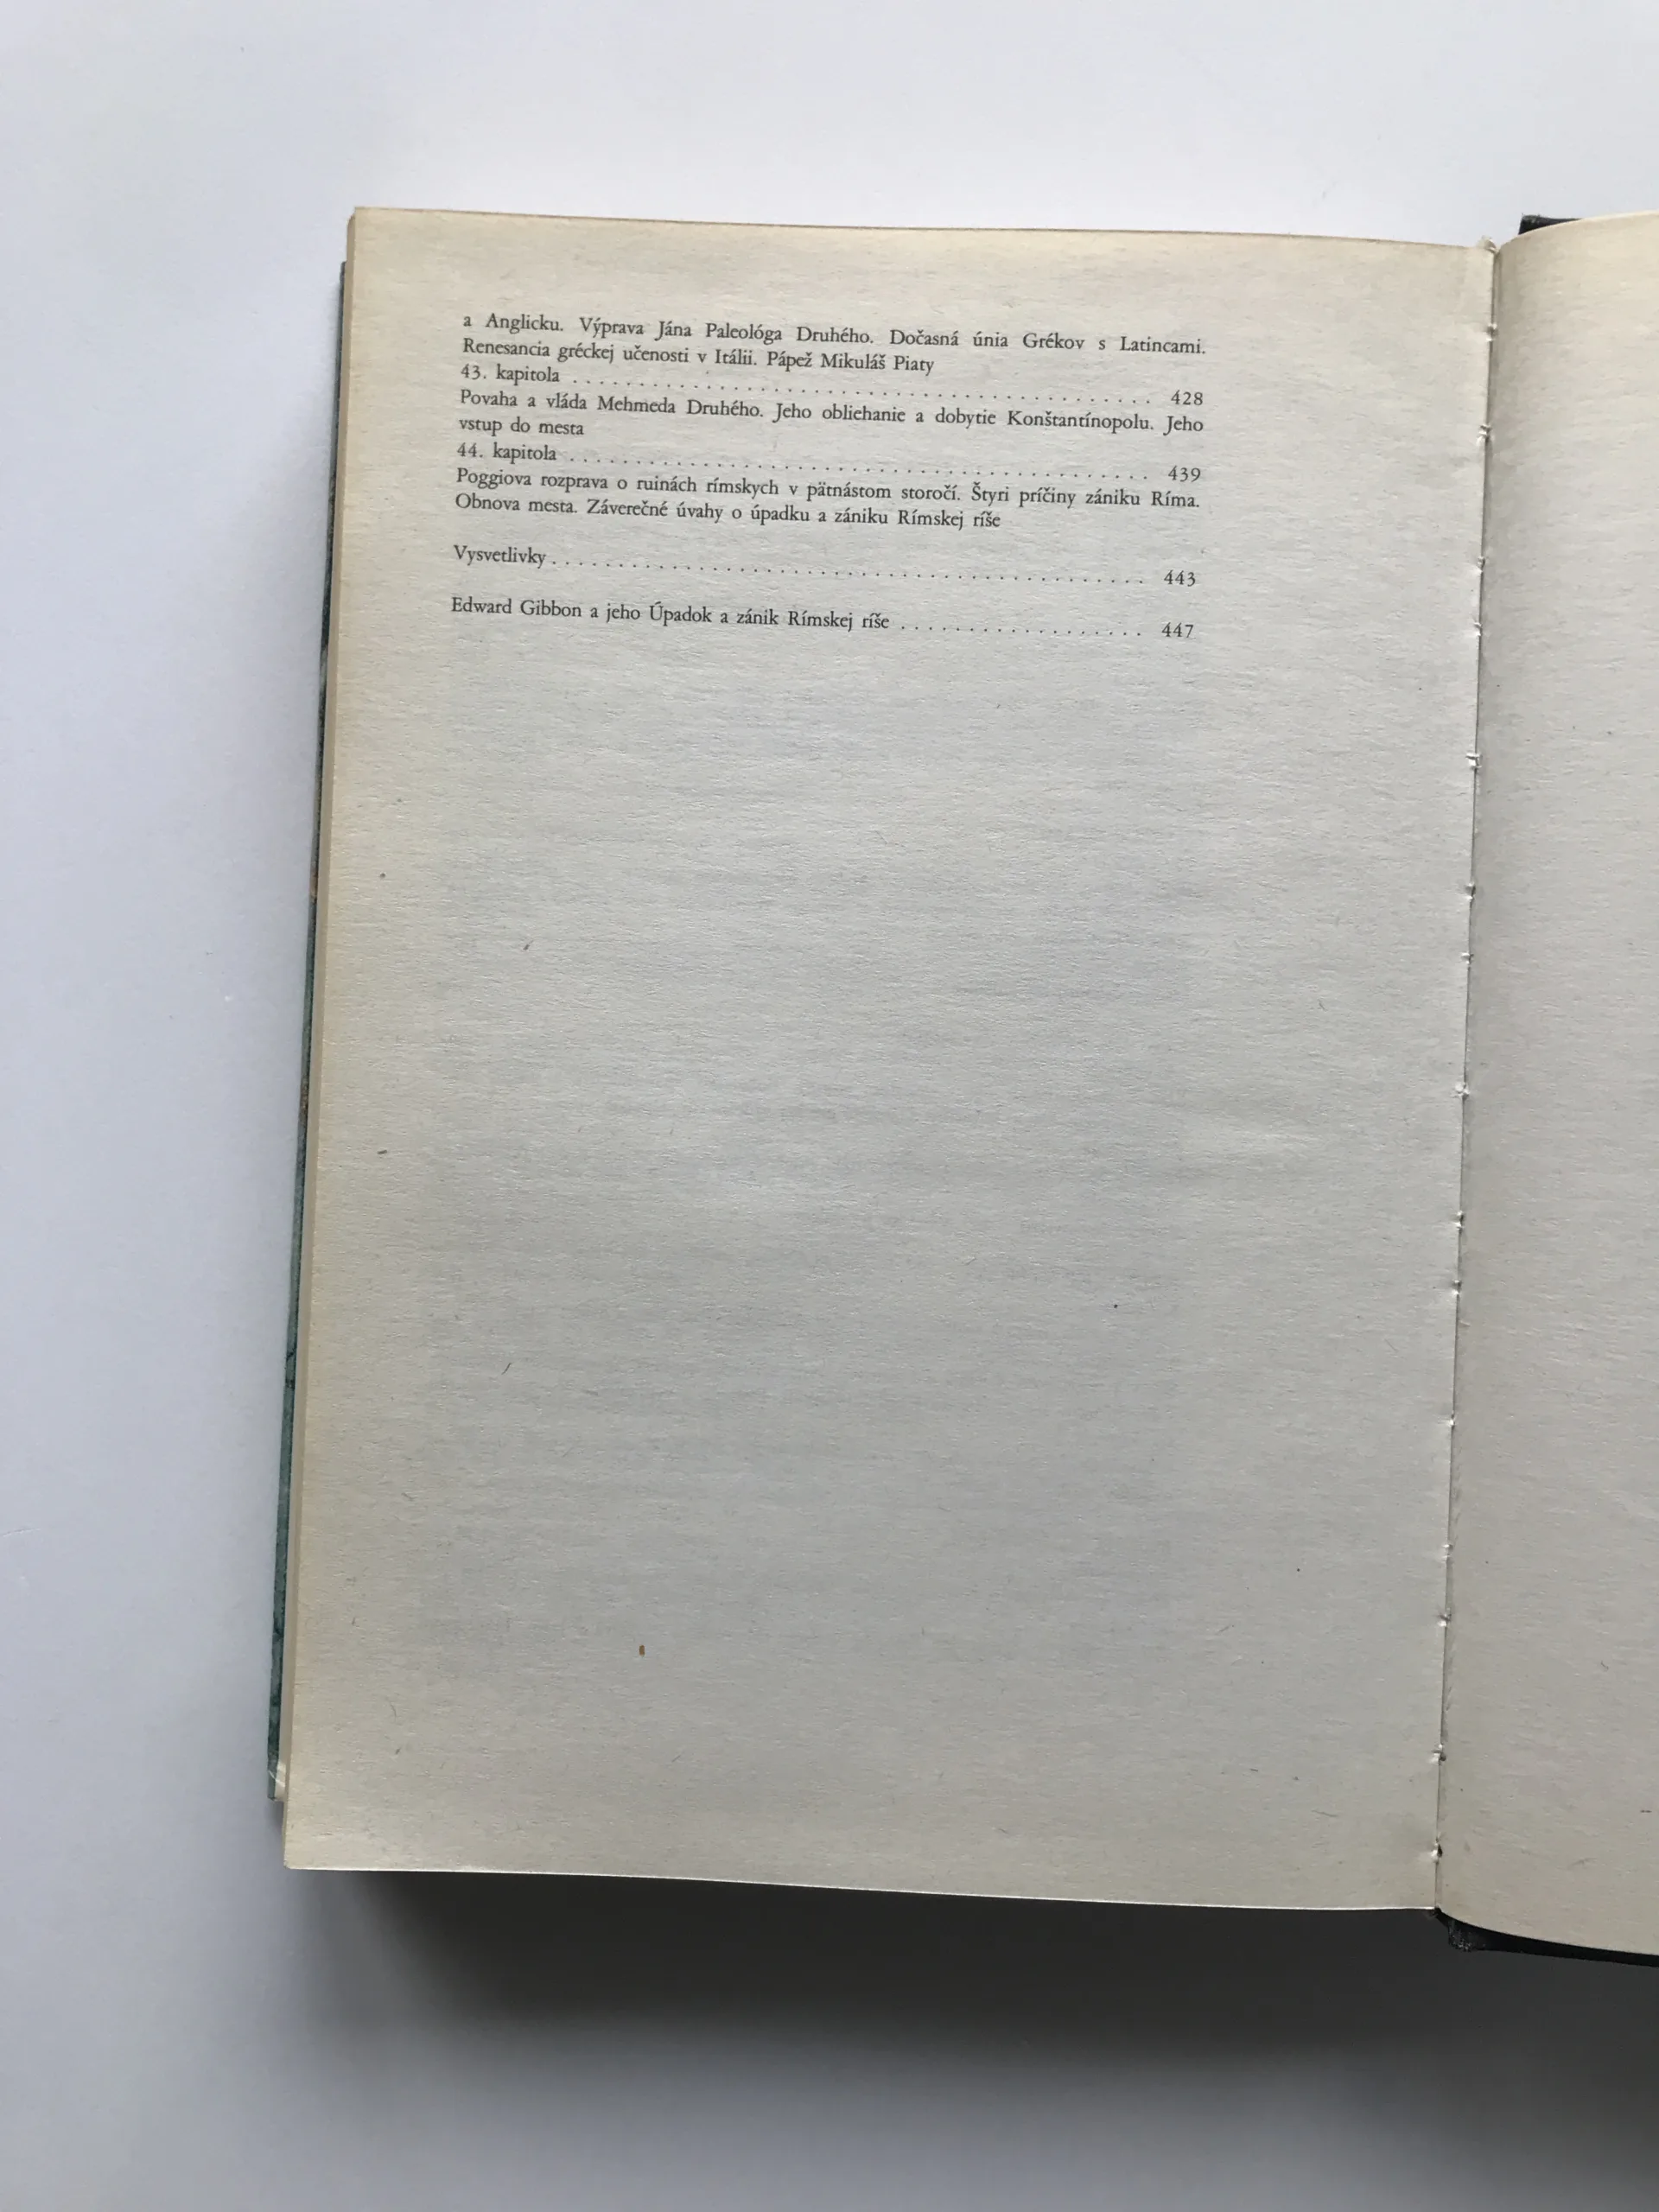 a Anglicku. Výprava Jána Paleológa Druhého. Dočasná únia Grékov s Latincami.
Renesancia gréckej učenosti v Itálii. Pápež Mikuláš Piaty
43. kapitola . . . . . . . . . . . . . . . . . . . . . . . . . . . . . . . . . . . . . . . . . . . . 428
Povaha a vláda Mehmeda Druhého. Jeho obliehanie a dobytie Konštantínopolu. Jeho
vstup do mesta
44. kapitola . . . . . . . . . . . . . . . . . . . . . . . . . . . . . . . . . . . . . . . . . . . . 439
Poggiova rozprava o ruinách rímskych v pätnástom storočí. Štyri príčiny zániku Ríma.
Obnova mesta. Záverečné úvahy o úpadku a zániku Rímskej ríše
Vysvetlivky . . . . . . . . . . . . . . . . . . . . . . . . . . . . . . . . . . . . . . . . . . . . . 443
Edward Gibbon a jeho Úpadok a zánik Rímskej ríše . . . . . . . . . . . . . . . . . . . 447